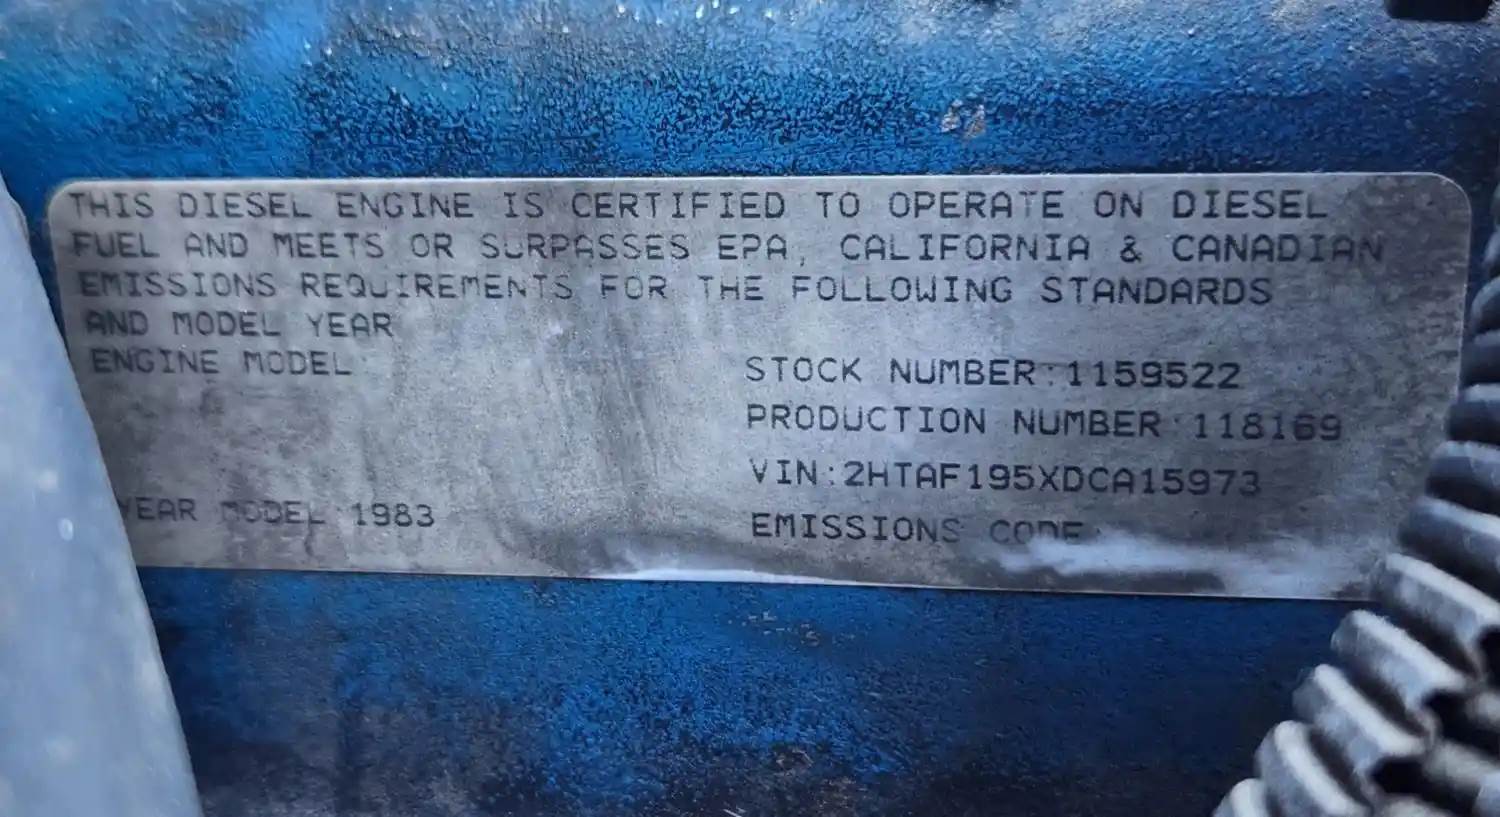 THIS DIESEL ENGINE IS CERTIFIED TO OPERATE ON DIESEL
FUEL AND MEETS OR SURPASSES EPA, CALIFORNIA & CANADIAN
EMISSIONS REQUIREMENTS FOR THE FOLLOWING STANDARDS
AND MODEL YEAR
ENGINE MODEL:
STOCK NUMBER:1159522
PRODUCTION NUMBER:118169
VIN:2HTAF195XDCA15973
YEAR MODEL:1983
EMISSIONS CODE: